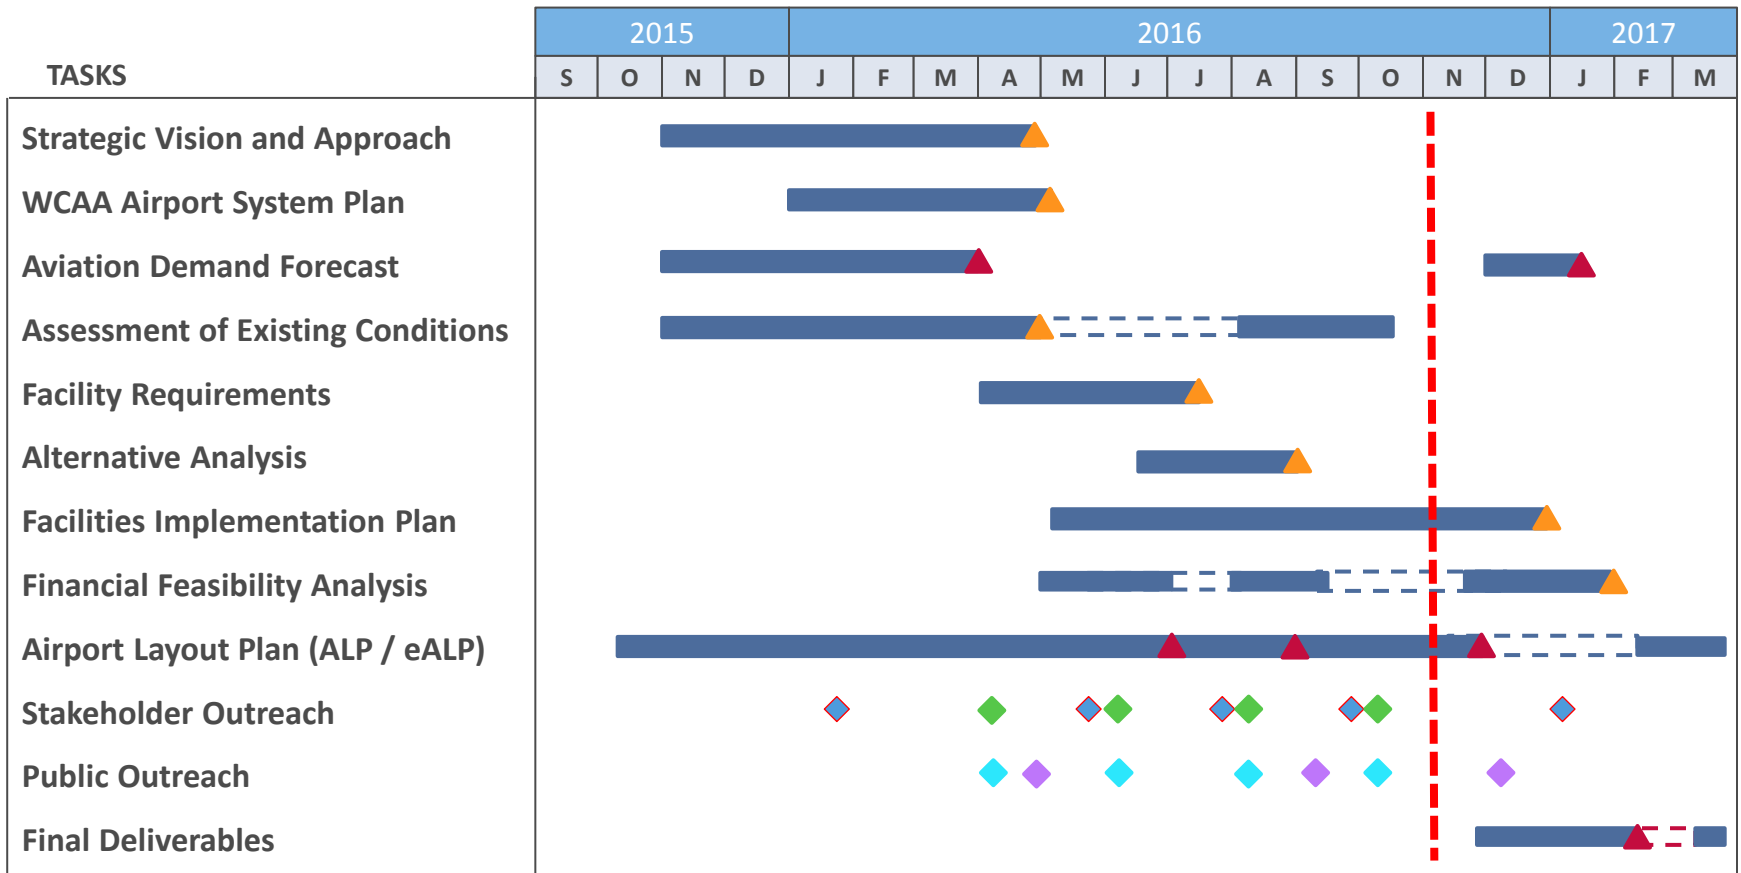 2015 2016 2017
TASKS S O N D J F M A M J J A S O N D J F M
Strategic Vision and Approach
WCAA Airport System Plan
Aviation Demand Forecast
Assessment of Existing Conditions
Facility Requirements
Alternative Analysis
Facilities Implementation Plan
Financial Feasibility Analysis
Airport Layout Plan (ALP / eALP)
Stakeholder Outreach
Public Outreach
Final Deliverables